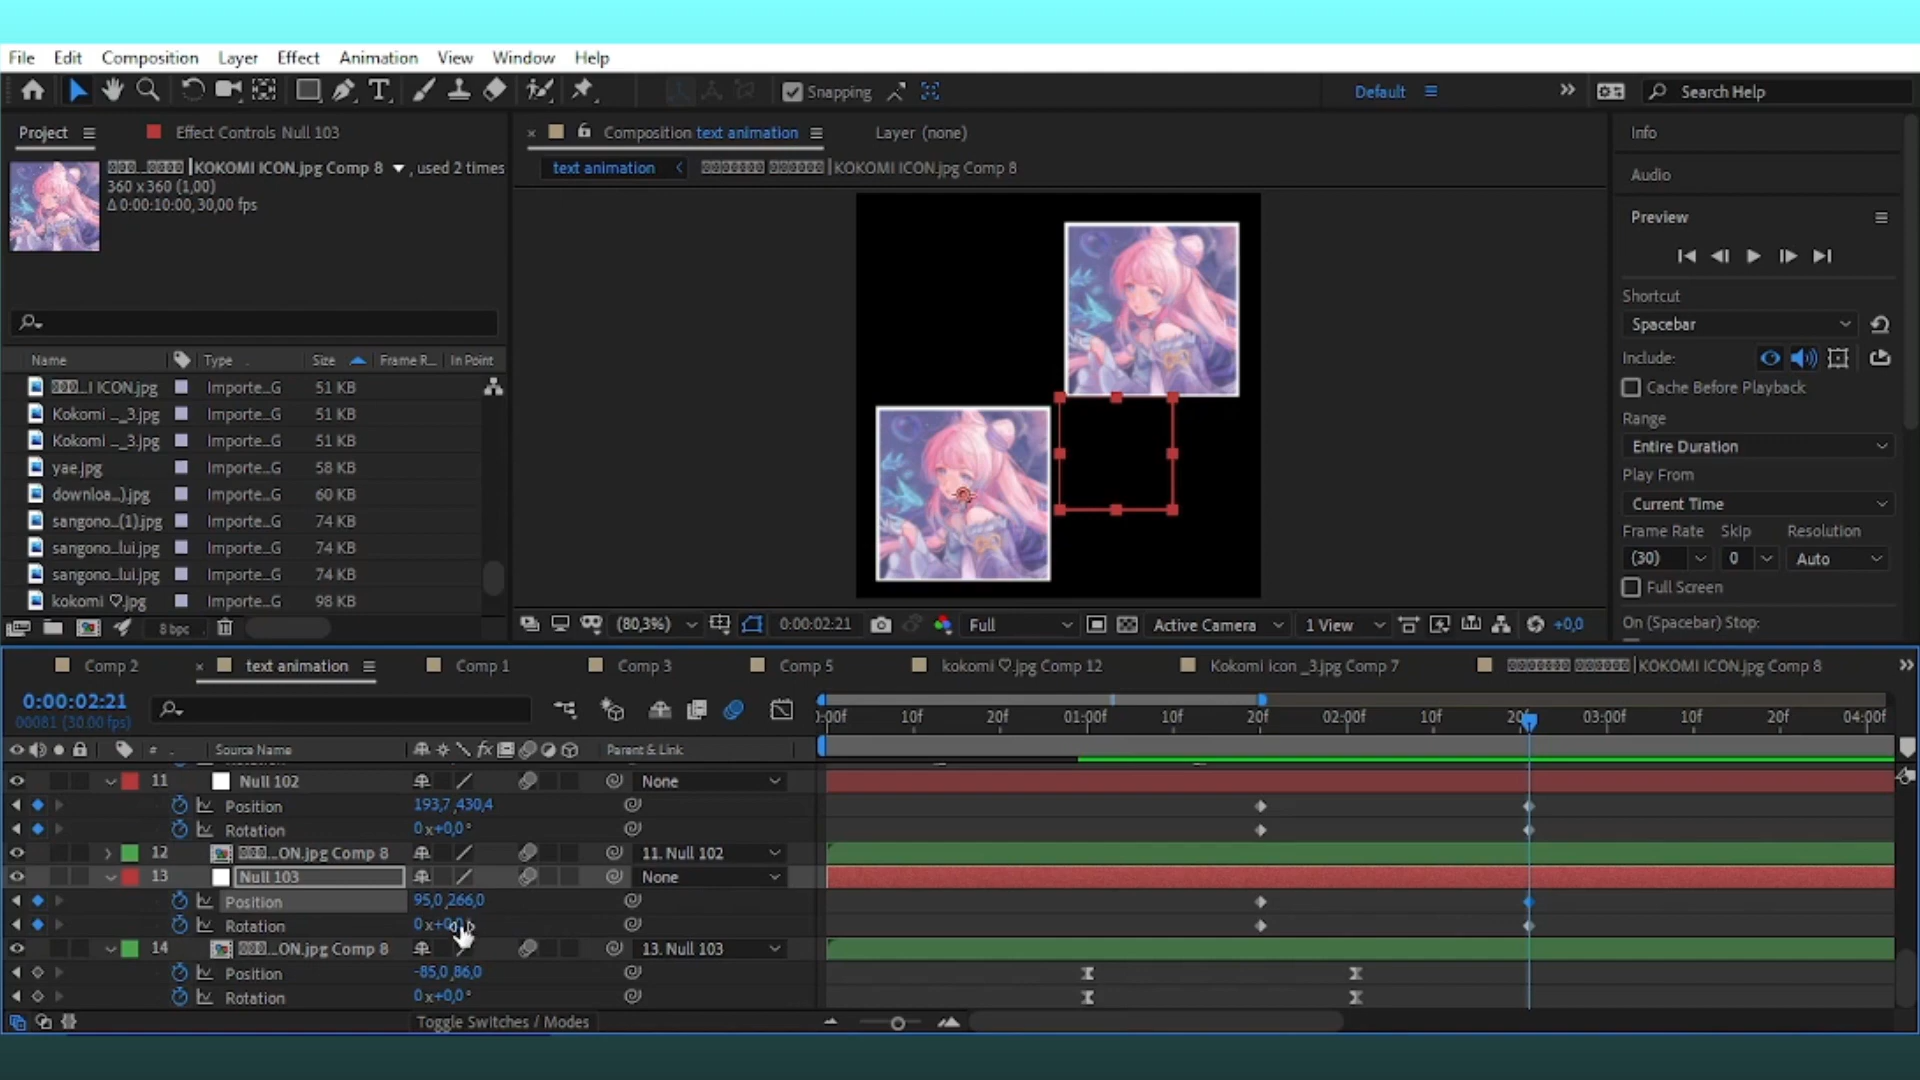 File Edit Composition Layer Effect Animation View Window Help
Snapping Default Search Help
Project Effect Controls Null 103 Composition text animation Layer (none) Info
KOKOMI ICON.jpg Comp 8 , used 2 times
360 x 360 (1,00)
Δ 0:00:10:00, 30,00 fps
text animation KOKOMI ICON.jpg Comp 8
Audio
Preview
Shortcut
Spacebar
Include:
Cache Before Playback
Range
Entire Duration
Play From
Current Time
Frame Rate Skip Resolution
(30) 0 Auto
Full Screen
On (Spacebar) Stop:
Name Type Size Frame R... In Point
...I ICON.jpg Importe...G 51 KB
Kokomi ..._3.jpg Importe...G 51 KB
Kokomi ..._3.jpg Importe...G 51 KB
yae.jpg Importe...G 58 KB
downloa...).jpg Importe...G 60 KB
sangono...(1).jpg Importe...G 74 KB
sangono...lui.jpg Importe...G 74 KB
sangono...lui.jpg Importe...G 74 KB
kokomi ♡.jpg Importe...G 98 KB
8 bpc
(80,3%) 0:00:02:21 Full Active Camera 1 View +0,0
Comp 2 text animation Comp 1 Comp 3 Comp 5 kokomi ♡.jpg Comp 12 Kokomi icon _3.jpg Comp 7 KOKOMI ICON.jpg Comp 8
0:00:02:21
00081 (30.00 fps)
:00f 10f 20f 01:00f 10f 20f 02:00f 10f 20f 03:00f 10f 20f 04:00f
# Source Name Parent & Link
11 Null 102 None
Position 193,7,430,4
Rotation 0x+0,0°
12 ...ON.jpg Comp 8 11. Null 102
13 Null 103 None
Position 95,0,266,0
Rotation 0x+0,0
14 ...ON.jpg Comp 8 13. Null 103
Position -85,0,86,0
Rotation 0x+0,0°
Toggle Switches / Modes